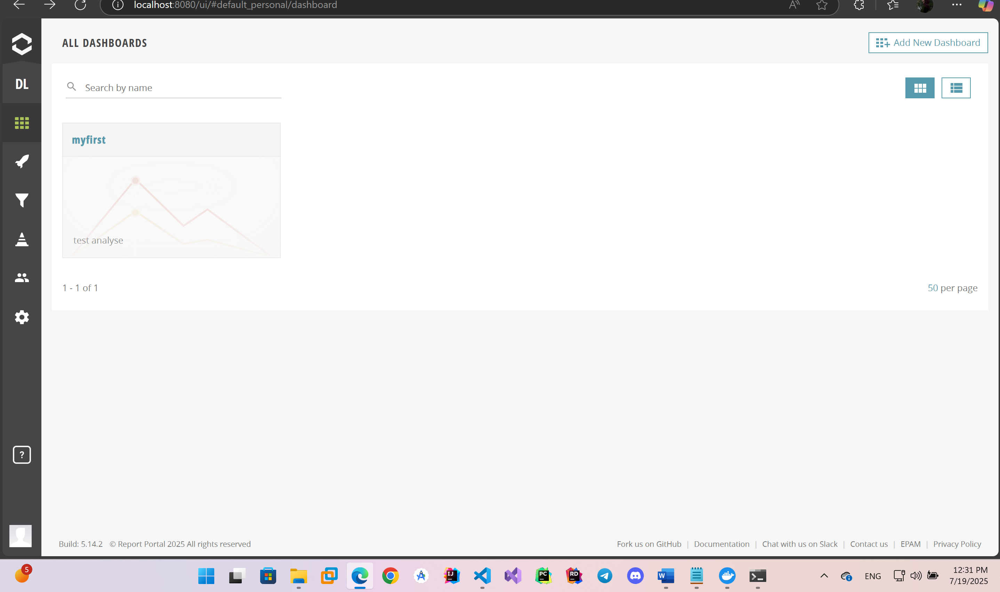 localhost:8080/ui/#default_personal/dashboard
ALL DASHBOARDS
Add New Dashboard
DL
Search by name
myfirst
test analyse
1 - 1 of 1
50 per page
?
Build: 5.14.2 © Report Portal 2025 All rights reserved
Fork us on GitHub | Documentation | Chat with us on Slack | Contact us | EPAM | Privacy Policy
5
IJ
PC
RD
W
ENG
12:31 PM
7/19/2025